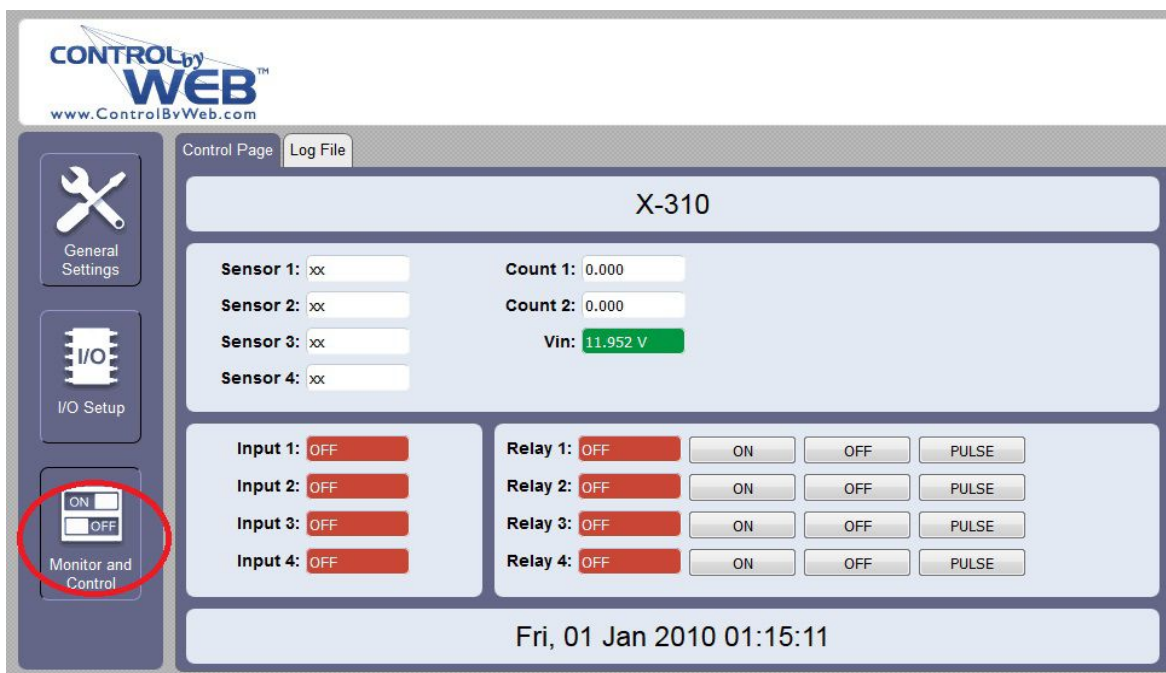 CONTROL by
WEB™
www.ControlByWeb.com
General
Settings
I/O
I/O Setup
ON
OFF
Monitor and
Control
Control Page Log File
X-310
Sensor 1: xx Count 1: 0.000
Sensor 2: xx Count 2: 0.000
Sensor 3: xx Vin: 11.952 V
Sensor 4: xx
Input 1: OFF
Input 2: OFF
Input 3: OFF
Input 4: OFF
Relay 1: OFF ON OFF PULSE
Relay 2: OFF ON OFF PULSE
Relay 3: OFF ON OFF PULSE
Relay 4: OFF ON OFF PULSE
Fri, 01 Jan 2010 01:15:11